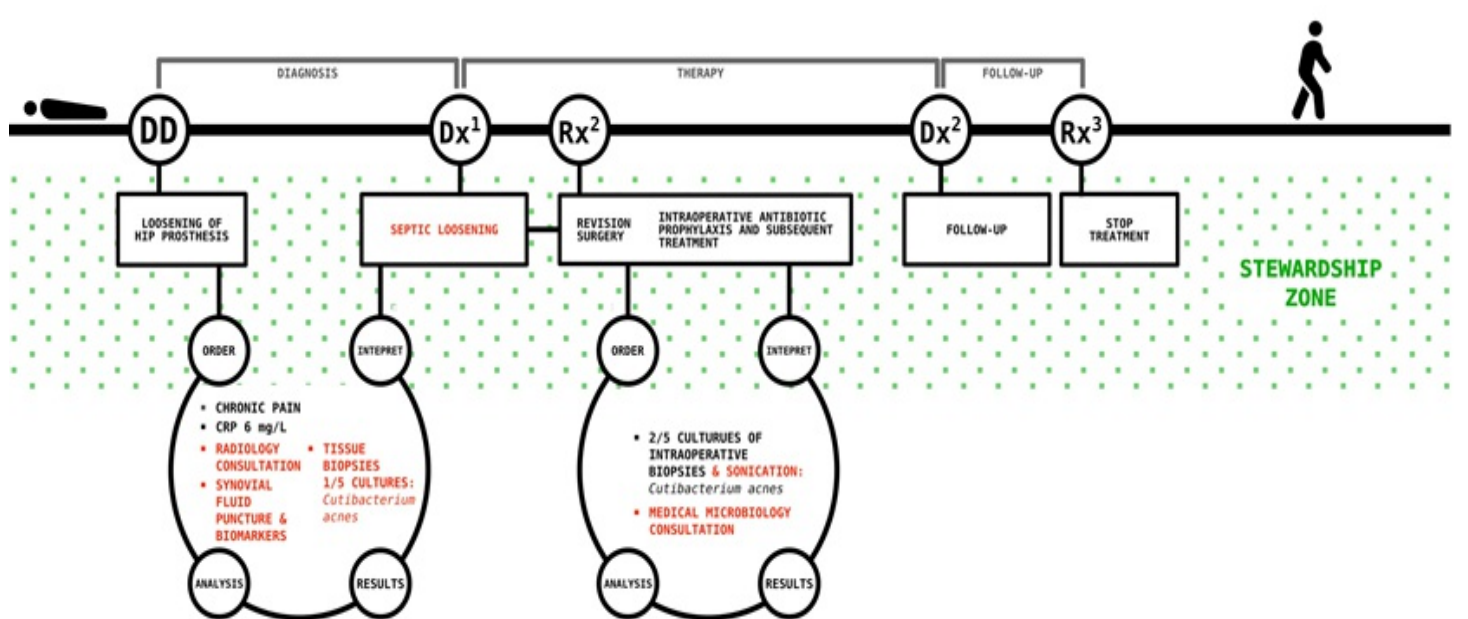 DIAGNOSIS
THERAPY
FOLLOW-UP
DD
Dx¹
Rx²
Dx²
Rx³
LOOSENING OF
HIP PROSTHESIS
SEPTIC LOOSENING
REVISION
SURGERY
INTRAOPERATIVE ANTIBIOTIC
PROPHYLAXIS AND SUBSEQUENT
TREATMENT
FOLLOW-UP
STOP
TREATMENT
STEWARDSHIP
ZONE
ORDER
INTEPRET
• CHRONIC PAIN
• CRP 6 mg/L
• RADIOLOGY
CONSULTATION
• SYNOVIAL
FLUID
PUNCTURE &
BIOMARKERS
• TISSUE
BIOPSIES
1/5 CULTURES:
Cutibacterium
acnes
ANALYSIS
RESULTS
ORDER
INTEPRET
• 2/5 CULTURUES OF
INTRAOPERATIVE
BIOPSIES & SONICATION:
Cutibacterium acnes
• MEDICAL MICROBIOLOGY
CONSULTATION
ANALYSIS
RESULTS